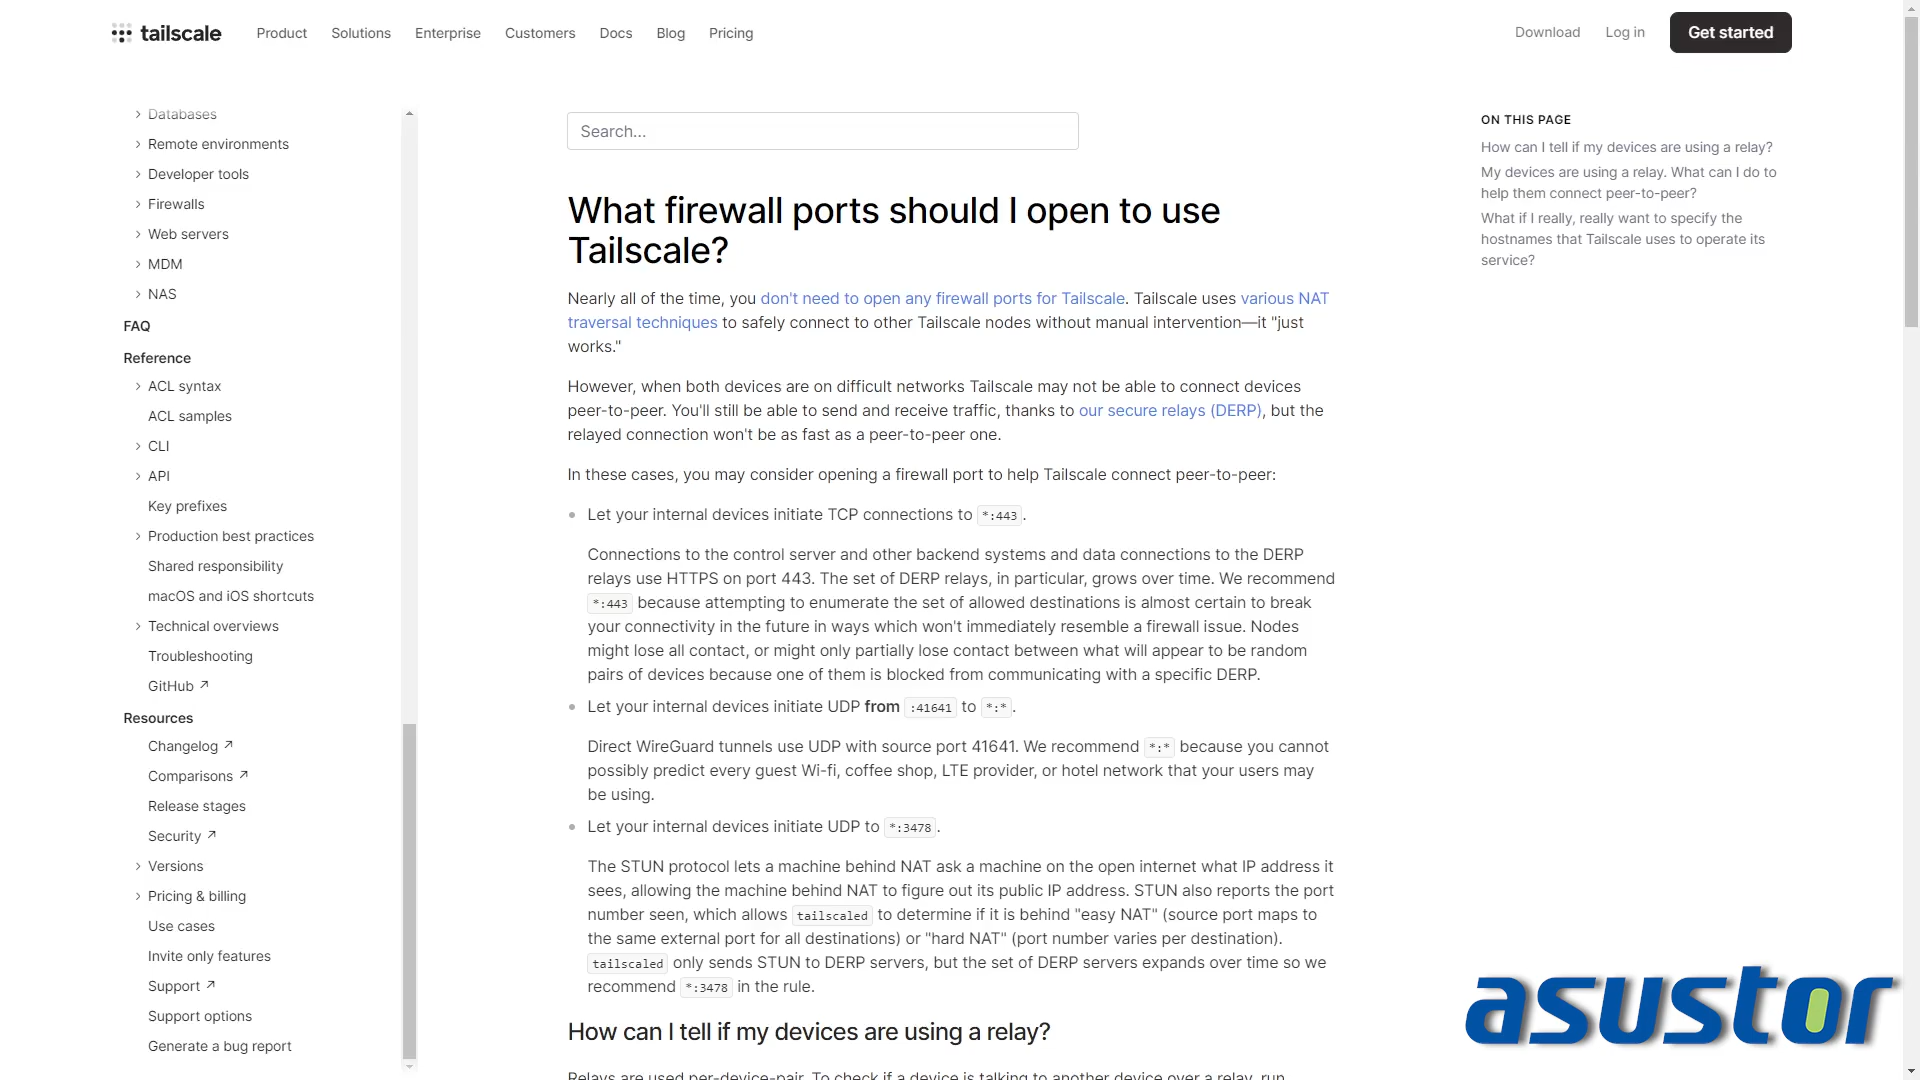 tailscale
Product Solutions Enterprise Customers Docs Blog Pricing
Download Log in Get started
Databases
Remote environments
Developer tools
Firewalls
Web servers
MDM
NAS
FAQ
Reference
ACL syntax
ACL samples
CLI
API
Key prefixes
Production best practices
Shared responsibility
macOS and iOS shortcuts
Technical overviews
Troubleshooting
GitHub ↗
Resources
Changelog ↗
Comparisons ↗
Release stages
Security ↗
Versions
Pricing & billing
Use cases
Invite only features
Support ↗
Support options
Generate a bug report
Search...
What firewall ports should I open to use
Tailscale?
Nearly all of the time, you don't need to open any firewall ports for Tailscale. Tailscale uses various NAT
traversal techniques to safely connect to other Tailscale nodes without manual intervention—it "just
works."
However, when both devices are on difficult networks Tailscale may not be able to connect devices
peer-to-peer. You'll still be able to send and receive traffic, thanks to our secure relays (DERP), but the
relayed connection won't be as fast as a peer-to-peer one.
In these cases, you may consider opening a firewall port to help Tailscale connect peer-to-peer:
Let your internal devices initiate TCP connections to *:443.
Connections to the control server and other backend systems and data connections to the DERP
relays use HTTPS on port 443. The set of DERP relays, in particular, grows over time. We recommend
*:443 because attempting to enumerate the set of allowed destinations is almost certain to break
your connectivity in the future in ways which won't immediately resemble a firewall issue. Nodes
might lose all contact, or might only partially lose contact between what will appear to be random
pairs of devices because one of them is blocked from communicating with a specific DERP.
Let your internal devices initiate UDP from :41641 to *:*.
Direct WireGuard tunnels use UDP with source port 41641. We recommend *:* because you cannot
possibly predict every guest Wi-fi, coffee shop, LTE provider, or hotel network that your users may
be using.
Let your internal devices initiate UDP to *:3478.
The STUN protocol lets a machine behind NAT ask a machine on the open internet what IP address it
sees, allowing the machine behind NAT to figure out its public IP address. STUN also reports the port
number seen, which allows tailscaled to determine if it is behind "easy NAT" (source port maps to
the same external port for all destinations) or "hard NAT" (port number varies per destination).
tailscaled only sends STUN to DERP servers, but the set of DERP servers expands over time so we
recommend *:3478 in the rule.
How can I tell if my devices are using a relay?
Relays are used per-device-pair. To check if a device is talking to another device over a relay, run
ON THIS PAGE
How can I tell if my devices are using a relay?
My devices are using a relay. What can I do to
help them connect peer-to-peer?
What if I really, really want to specify the
hostnames that Tailscale uses to operate its
service?
asustor